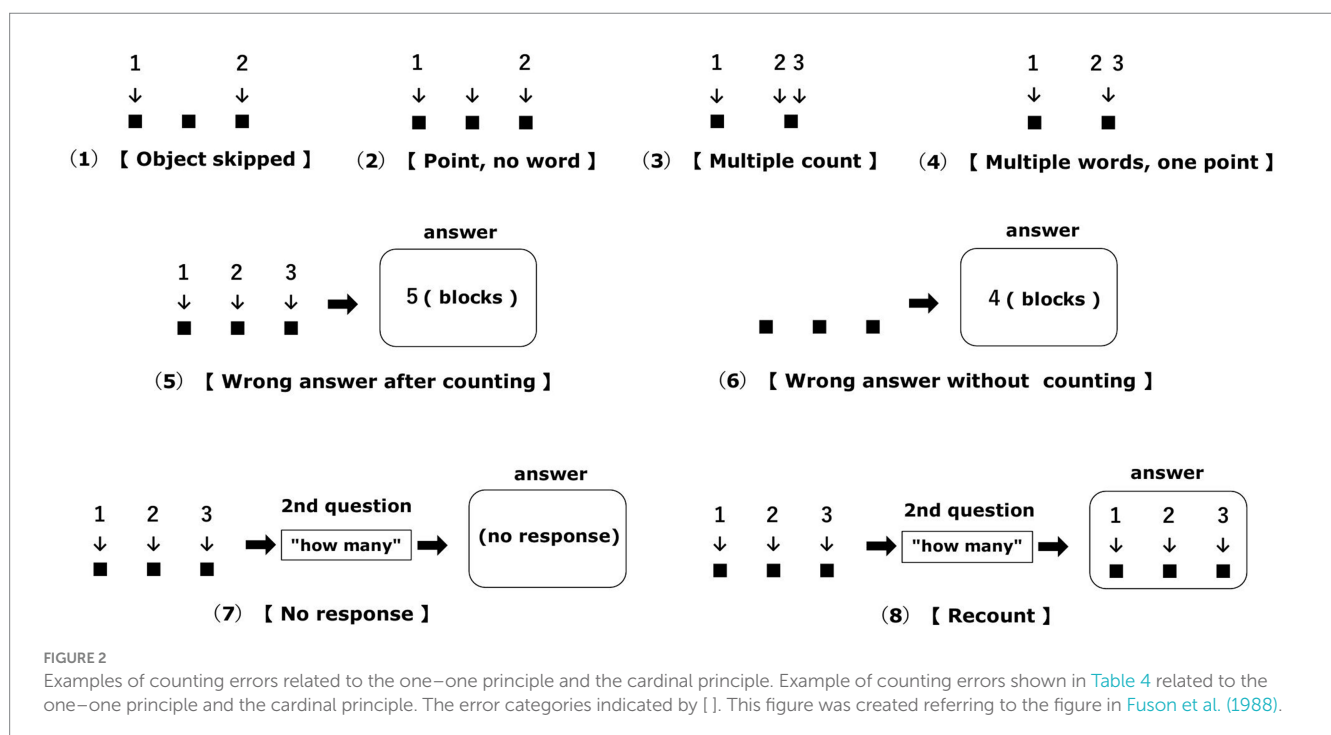 1 2
↓ ↓
■ ■ ■
(1) 【 Object skipped 】
1 2
↓ ↓ ↓
■ ■ ■
(2) 【 Point, no word 】
1 2 3
↓ ↓ ↓
■ ■
(3) 【 Multiple count 】
1 2 3
↓ ↓
■ ■
(4) 【 Multiple words, one point 】
1 2 3
↓ ↓ ↓
■ ■ ■
answer
5 ( blocks )
(5) 【 Wrong answer after counting 】
■ ■ ■
answer
4 ( blocks )
(6) 【 Wrong answer without counting 】
1 2 3
↓ ↓ ↓
■ ■ ■
2nd question
"how many"
answer
(no response)
(7) 【 No response 】
1 2 3
↓ ↓ ↓
■ ■ ■
2nd question
"how many"
answer
1 2 3
↓ ↓ ↓
■ ■ ■
(8) 【 Recount 】
FIGURE 2
Examples of counting errors related to the one–one principle and the cardinal principle. Example of counting errors shown in Table 4 related to the
one–one principle and the cardinal principle. The error categories indicated by [ ]. This figure was created referring to the figure in Fuson et al. (1988).